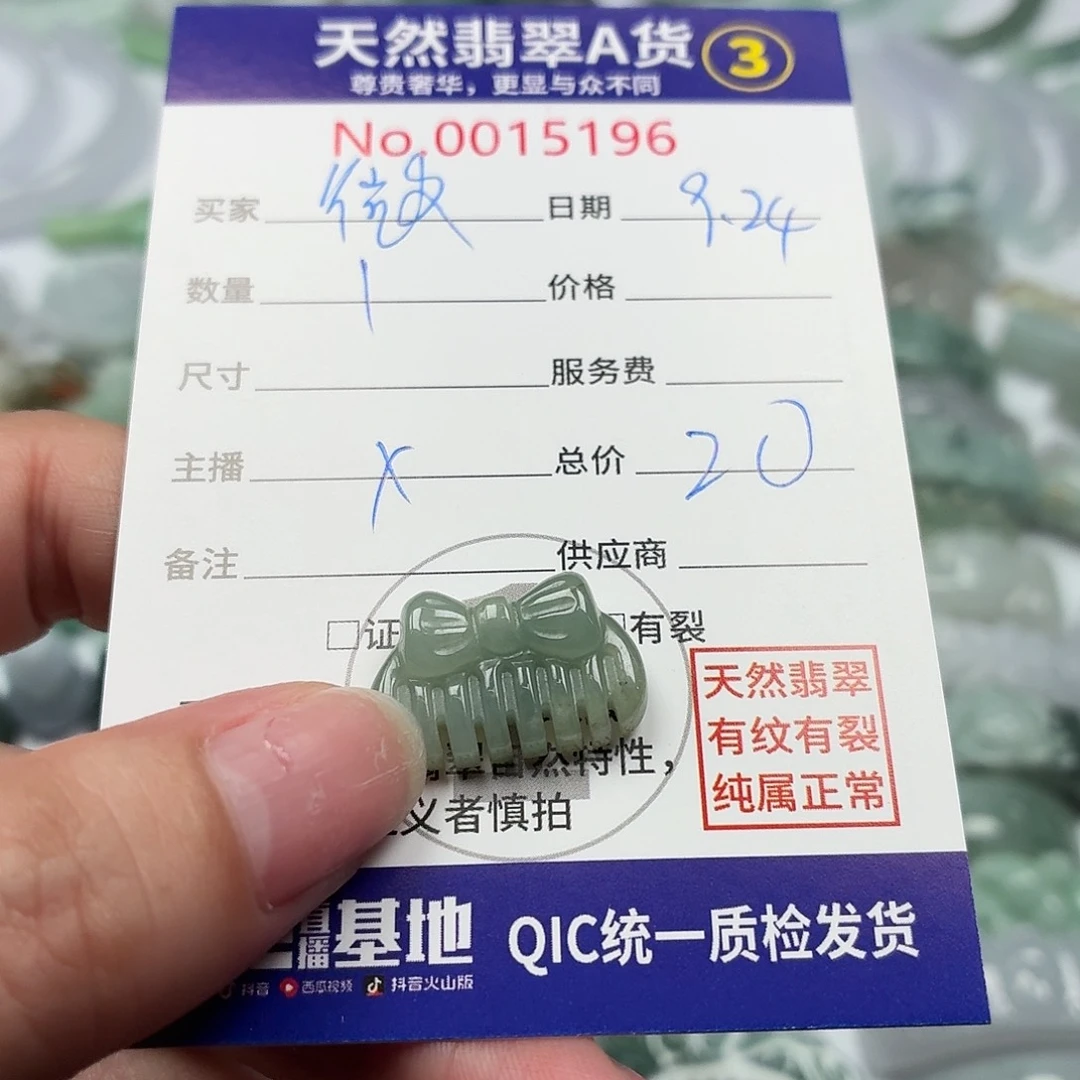 天然翡翠A货 3
尊贵奢华，更显与众不同
No.0015196
买家 日期 9.24
数量 1 价格
尺寸 服务费
主播 X 总价 20
备注 供应商
□证 □有裂
天然翡翠
有纹有裂
纯属正常
特性，
义者慎拍
播基地 QIC统一质检发货
抖音 西瓜视频 抖音火山版